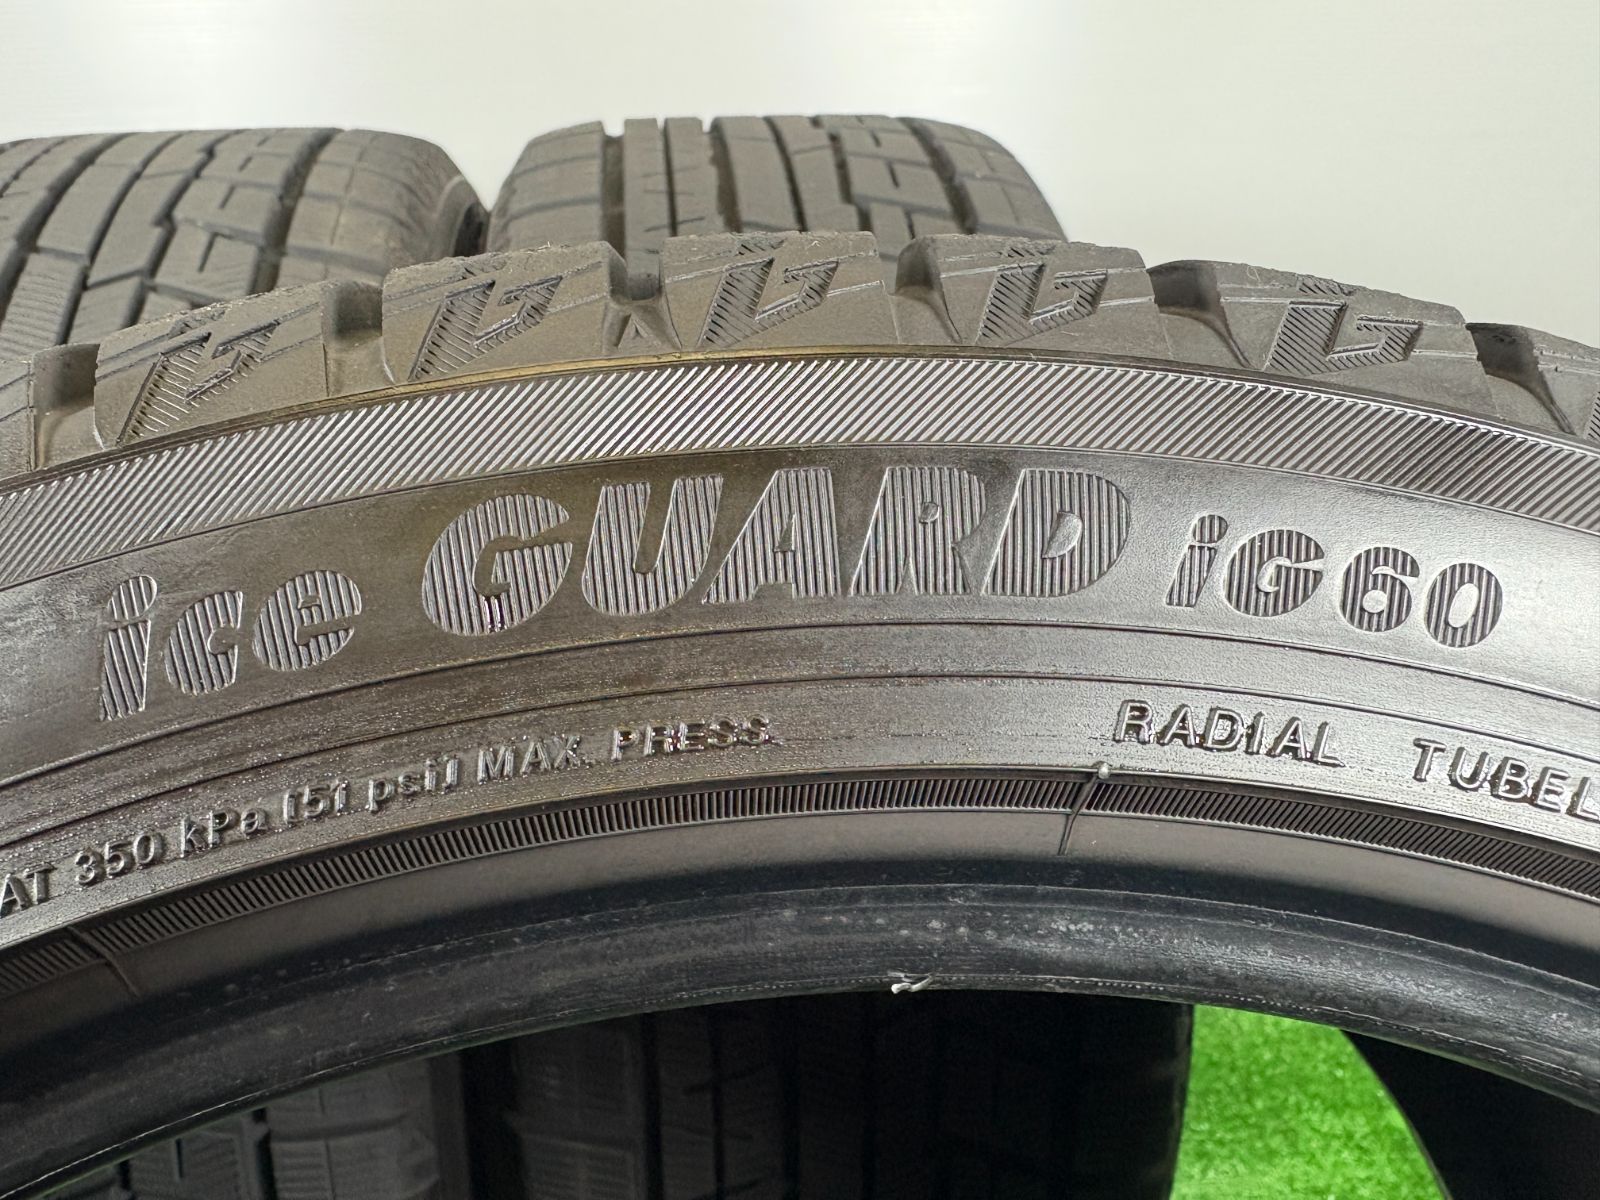 ice GUARD iG60
AT 350 kPa (51 psi) MAX. PRESS.
RADIAL TUBEL